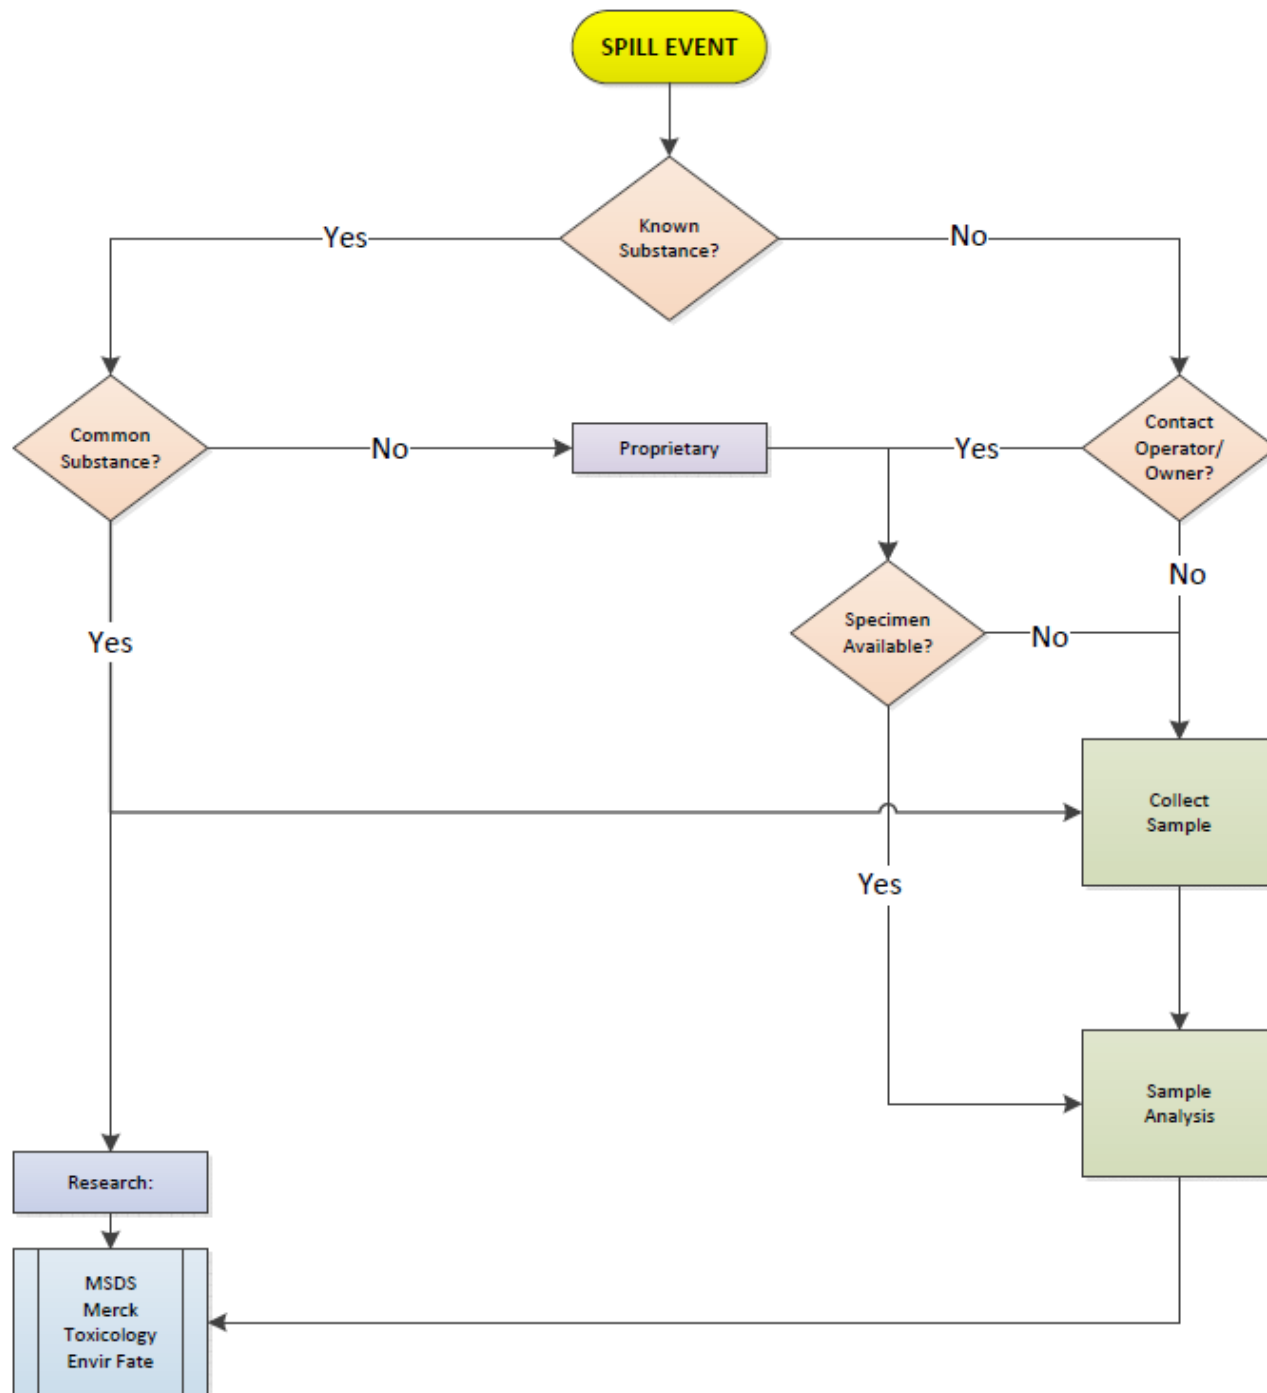 SPILL EVENT
Known
Substance?
Yes
No
Common
Substance?
No
Proprietary
Yes
Contact
Operator/
Owner?
No
Specimen
Available?
No
Yes
Collect
Sample
Yes
Sample
Analysis
Research:
MSDS
Merck
Toxicology
Envir Fate